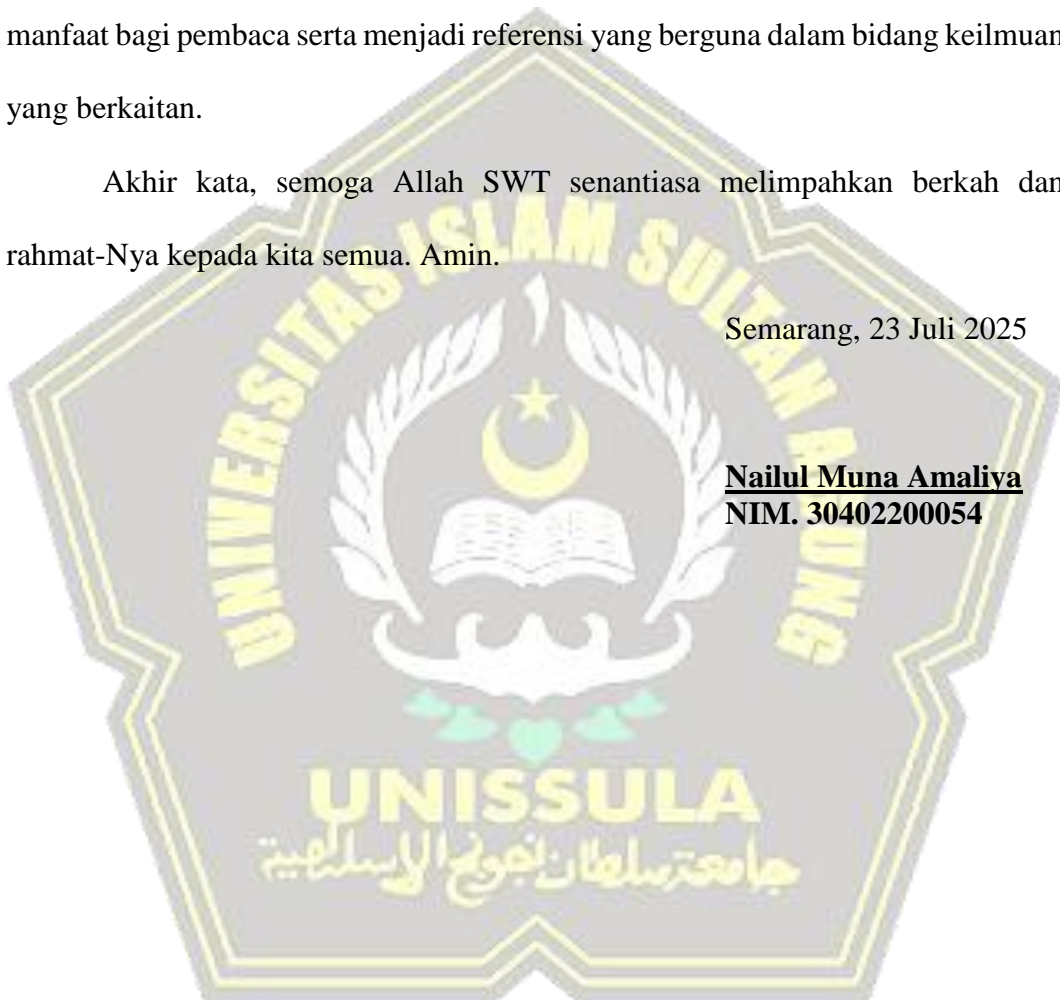 manfaat bagi pembaca serta menjadi referensi yang berguna dalam bidang keilmuan
yang berkaitan.
Akhir kata, semoga Allah SWT senantiasa melimpahkan berkah dan
rahmat-Nya kepada kita semua. Amin.
Semarang, 23 Juli 2025
Nailul Muna Amaliya
NIM. 30402200054
UNIVERSITAS ISLAM SULTAN AGUNG
UNISSULA
جامعة سلطان أجونج الإسلامية